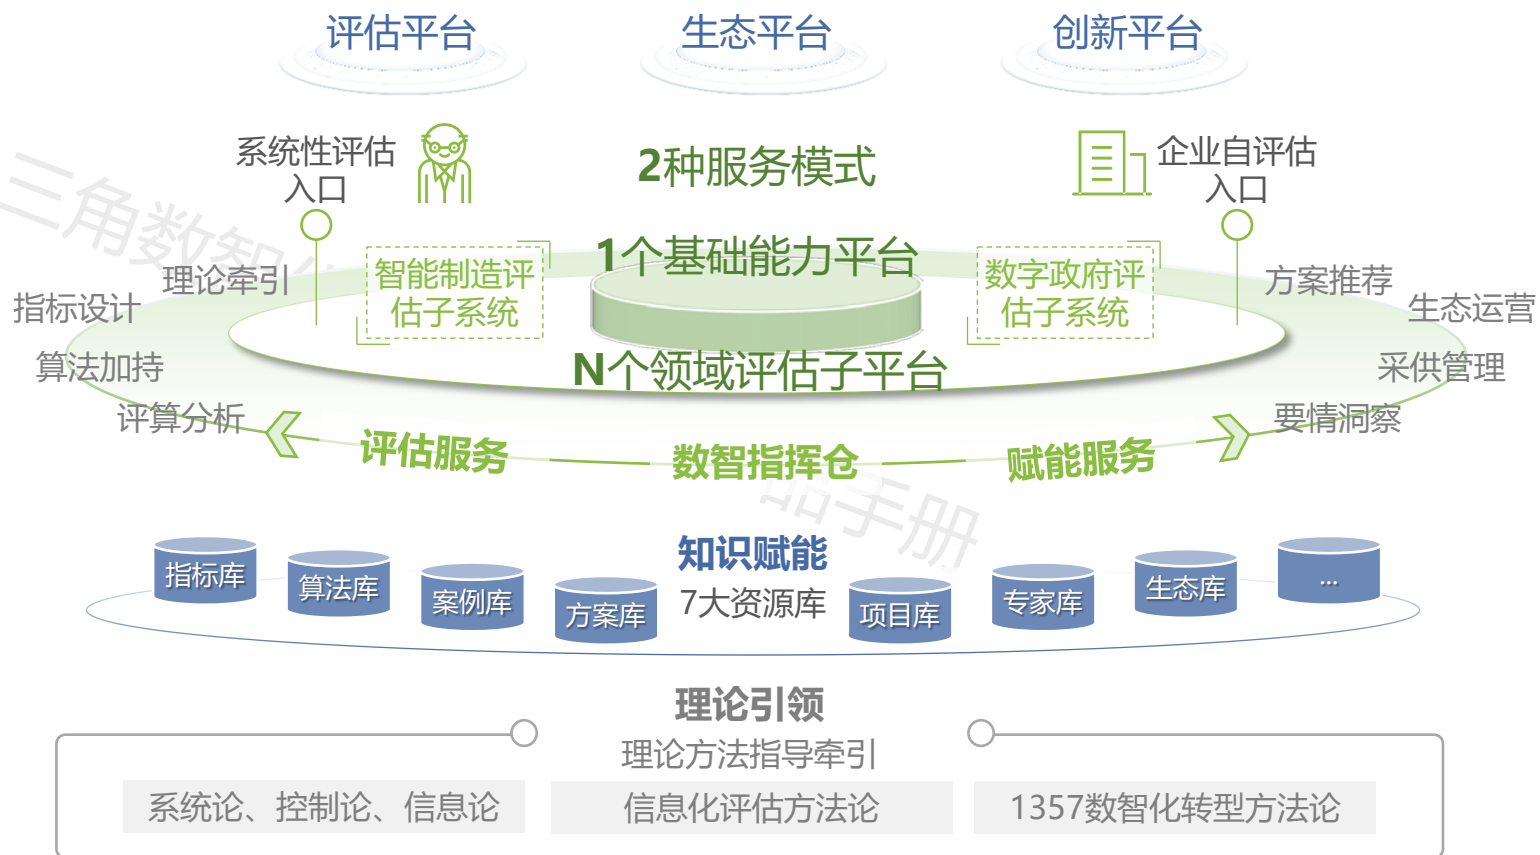 评估平台
生态平台
创新平台
系统性评估
入口
2种服务模式
企业自评估
入口
三角数智
1个基础能力平台
理论牵引
智能制造评
估子系统
数字政府评
估子系统
方案推荐
指标设计
生态运营
算法加持
N个领域评估子平台
采供管理
评算分析
要情洞察
评估服务
数智指挥仓
赋能服务
品手册
知识赋能
7大资源库
指标库
算法库
案例库
方案库
项目库
专家库
生态库
...
理论引领
理论方法指导牵引
系统论、控制论、信息论
信息化评估方法论
1357数智化转型方法论